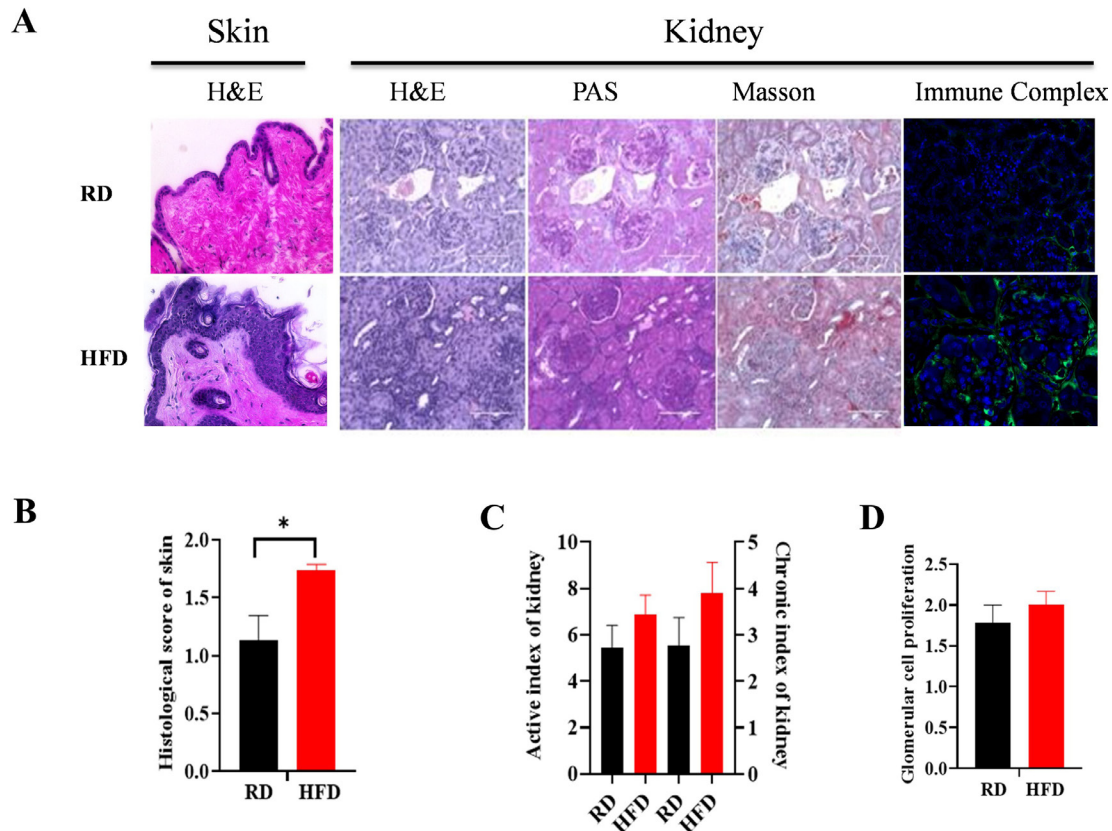 A
Skin Kidney
H&E H&E PAS Masson Immune Complex
RD
HFD
B
Histological score of skin
2.0
1.5
1.0
0.5
0.0
*
RD HFD
C
Active index of kidney
10
8
6
4
2
0
RD HFD RD HFD
5
4
3
2
1
0
Chronic index of kidney
D
Glomerular cell proliferation
2.5
2.0
1.5
1.0
0.5
0.0
RD HFD